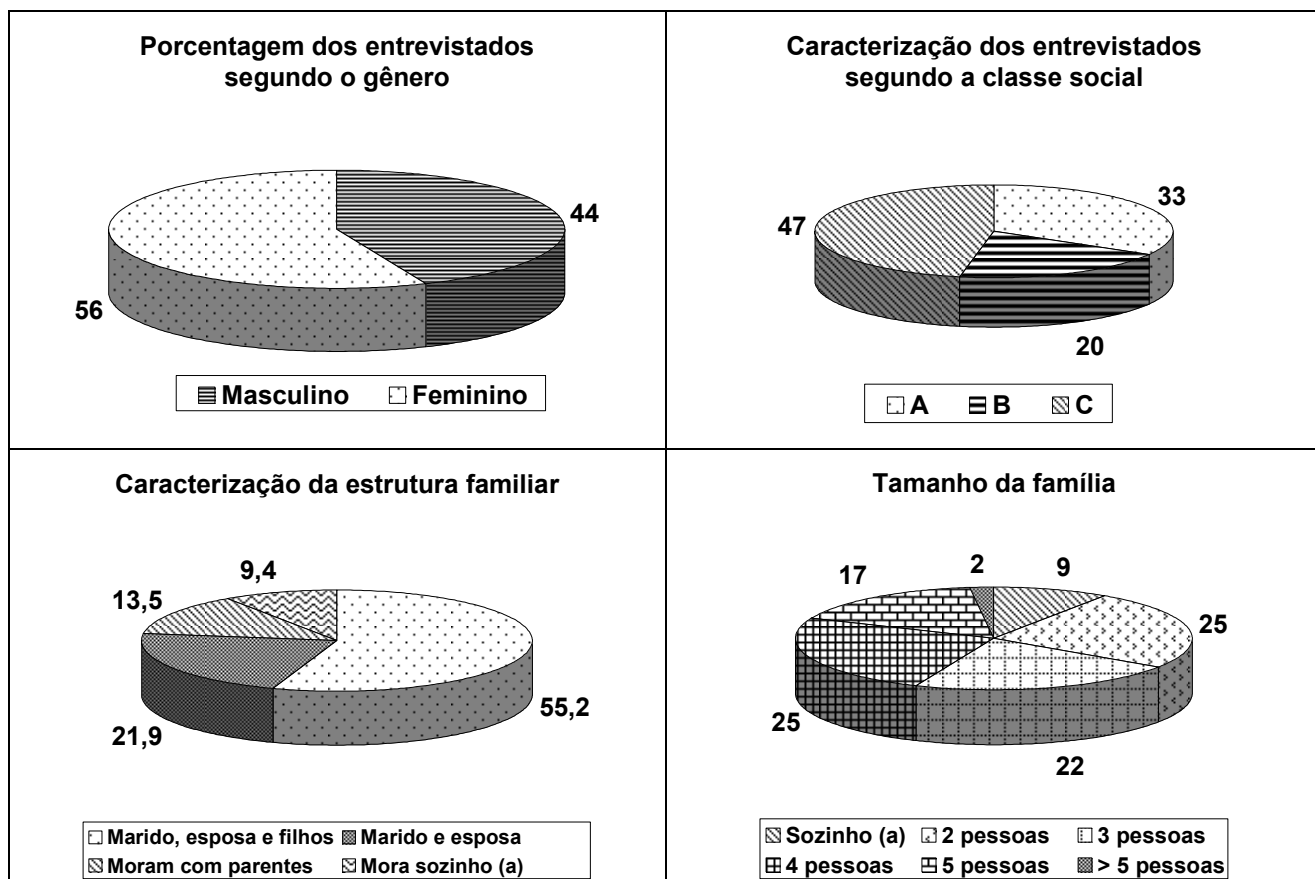 Porcentagem dos entrevistados
segundo o gênero
44
56
Masculino Feminino
Caracterização dos entrevistados
segundo a classe social
33
47
20
A B C
Caracterização da estrutura familiar
9,4
13,5
55,2
21,9
Marido, esposa e filhos Marido e esposa
Moram com parentes Mora sozinho (a)
Tamanho da família
17 2 9
25
25
22
Sozinho (a) 2 pessoas 3 pessoas
4 pessoas 5 pessoas > 5 pessoas